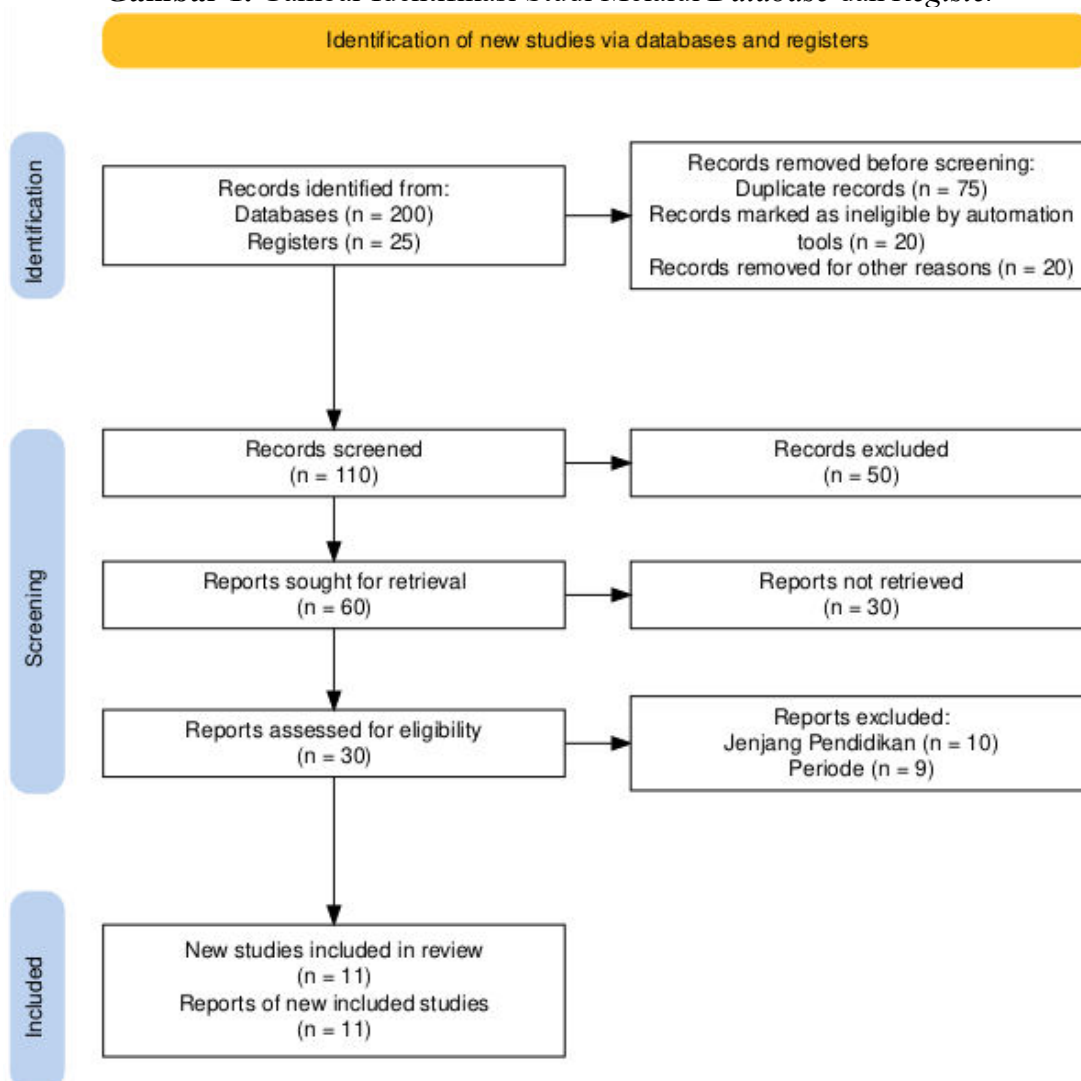 Identification of new studies via databases and registers
Identification
Records identified from:
Databases (n = 200)
Registers (n = 25)
Records removed before screening:
Duplicate records (n = 75)
Records marked as ineligible by automation
tools (n = 20)
Records removed for other reasons (n = 20)
Screening
Records screened
(n = 110)
Records excluded
(n = 50)
Reports sought for retrieval
(n = 60)
Reports not retrieved
(n = 30)
Reports assessed for eligibility
(n = 30)
Reports excluded:
Jenjang Pendidikan (n = 10)
Periode (n = 9)
Included
New studies included in review
(n = 11)
Reports of new included studies
(n = 11)